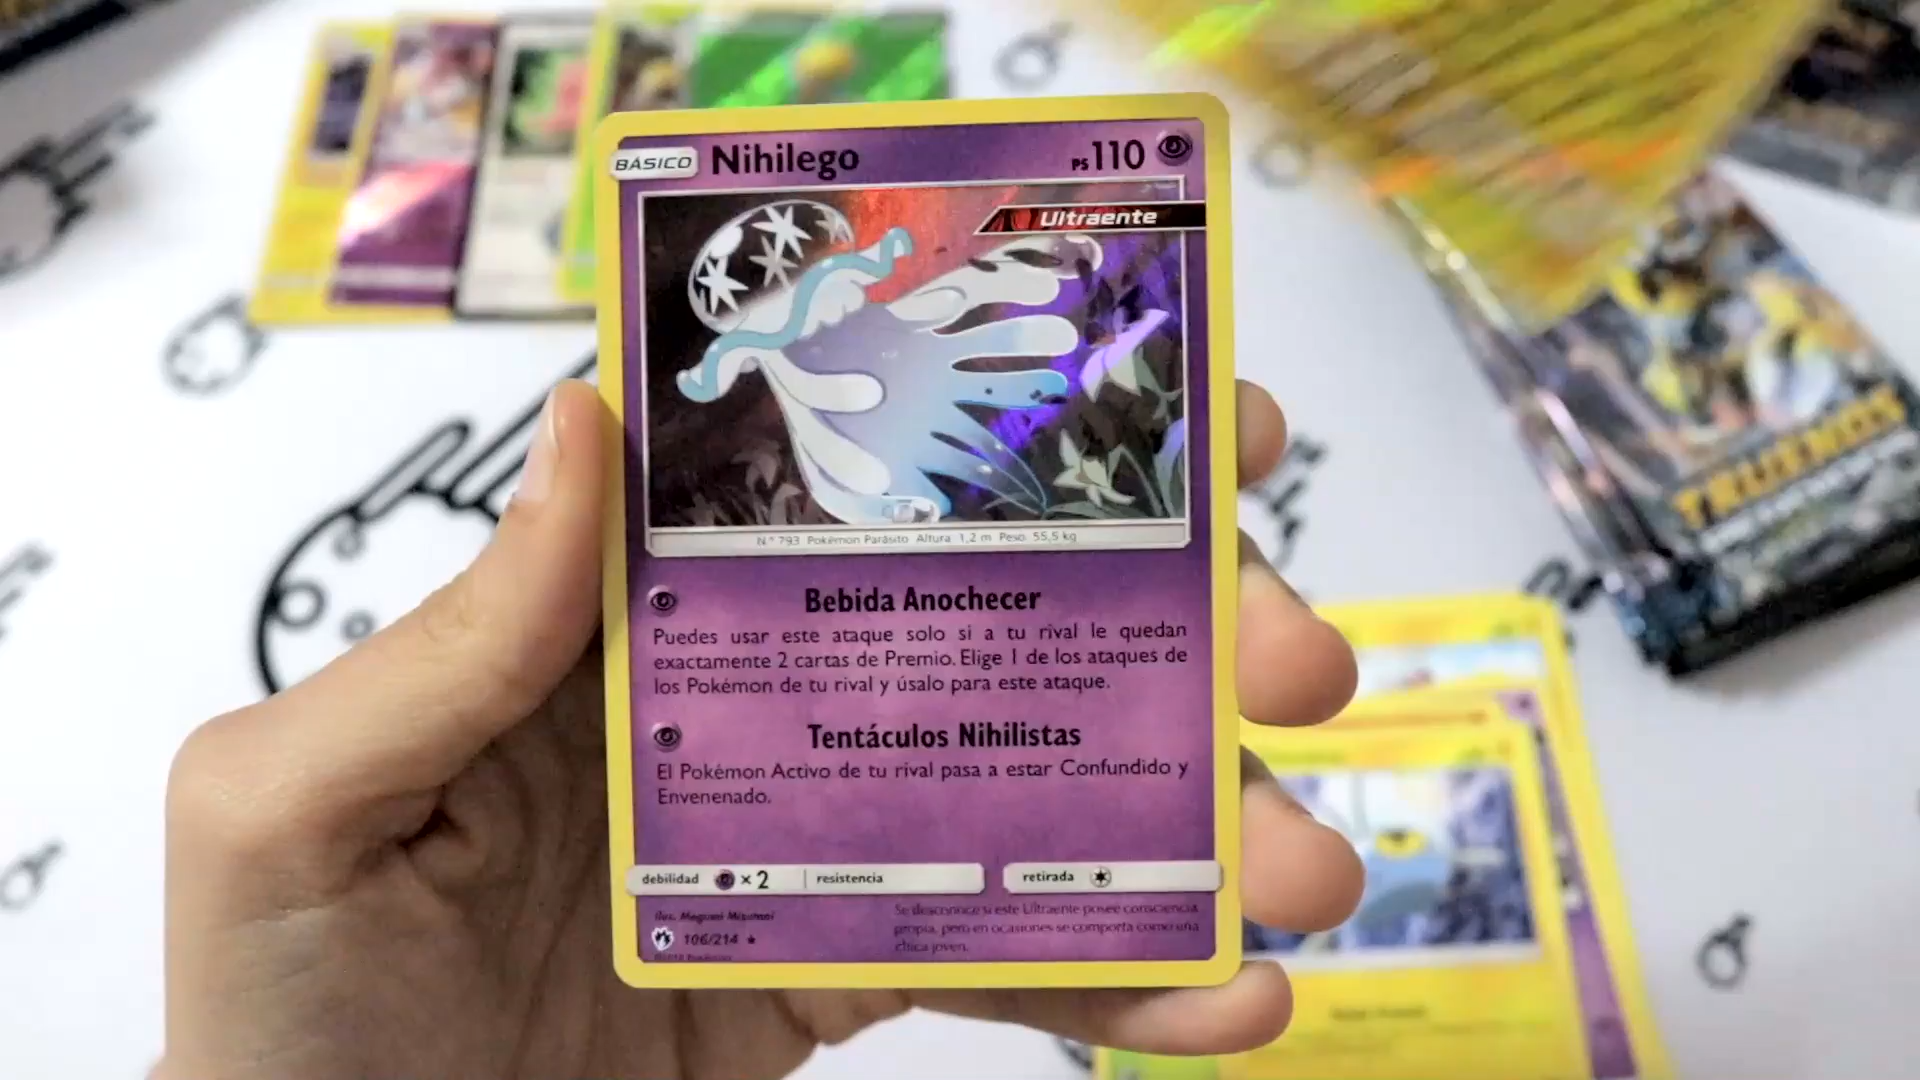 BÁSICO Nihilego PS 110
Ultraente
N.º 793 Pokémon Parásito Altura 1,2 m Peso 55,5 kg
Bebida Anochecer
Puedes usar este ataque solo si a tu rival le quedan
exactamente 2 cartas de Premio. Elige 1 de los ataques de
los Pokémon de tu rival y úsalo para este ataque.
Tentáculos Nihilistas
El Pokémon Activo de tu rival pasa a estar Confundido y
Envenenado.
debilidad ×2 resistencia retirada
Ilus. Megumi Mizutani
106/214
Se desconoce si este Ultraente posee consciencia
propia, pero en ocasiones se comporta como una
chica joven.
TRUENOS